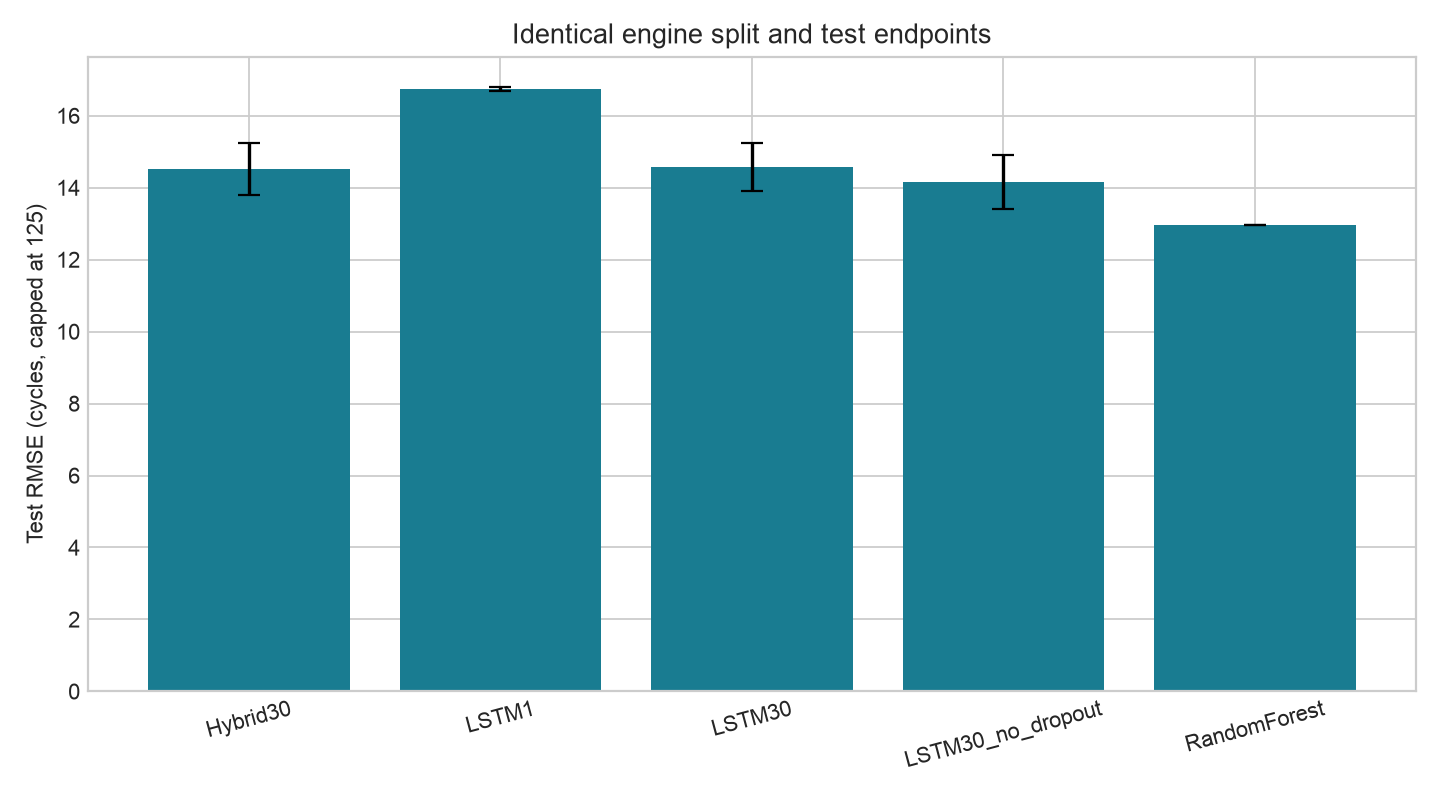 Identical engine split and test endpoints
Test RMSE (cycles, capped at 125)
16
14
12
10
8
6
4
2
0
Hybrid30
LSTM1
LSTM30
LSTM30_no_dropout
RandomForest